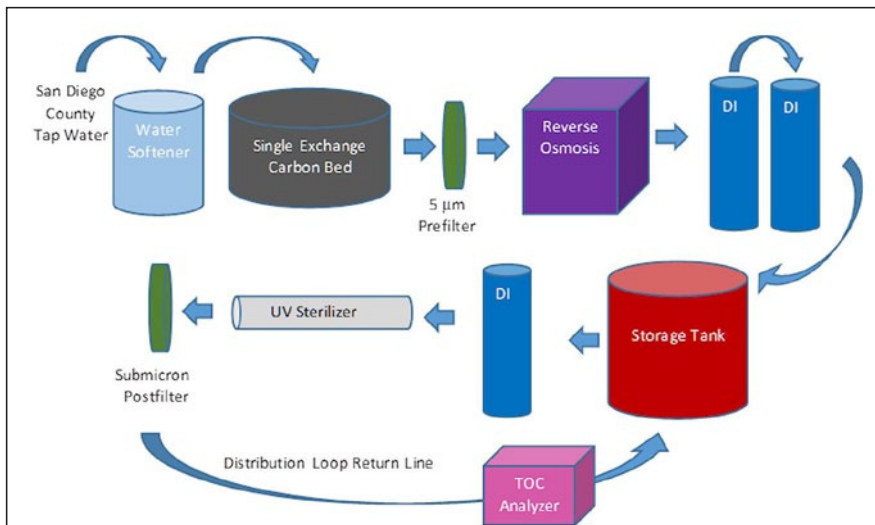 San Diego
County
Tap Water
Water
Softener
Single Exchange
Carbon Bed
5 µm
Prefilter
Reverse
Osmosis
DI
DI
Storage Tank
DI
UV Sterilizer
Submicron
Postfilter
Distribution Loop Return Line
TOC
Analyzer